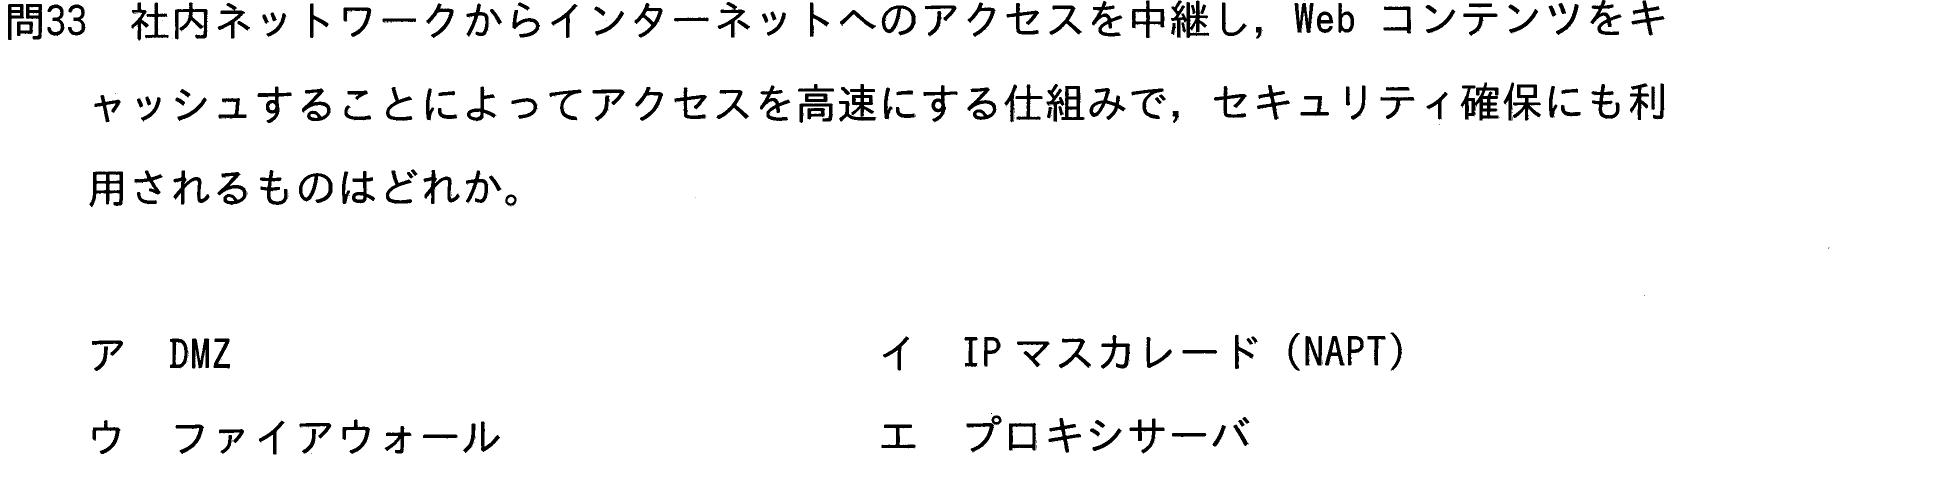 問33 社内ネットワークからインターネットへのアクセスを中継し，Web コンテンツをキ
ャッシュすることによってアクセスを高速にする仕組みで，セキュリティ確保にも利
用されるものはどれか。
ア DMZ
イ IP マスカレード（NAPT）
ウ ファイアウォール
エ プロキシサーバ